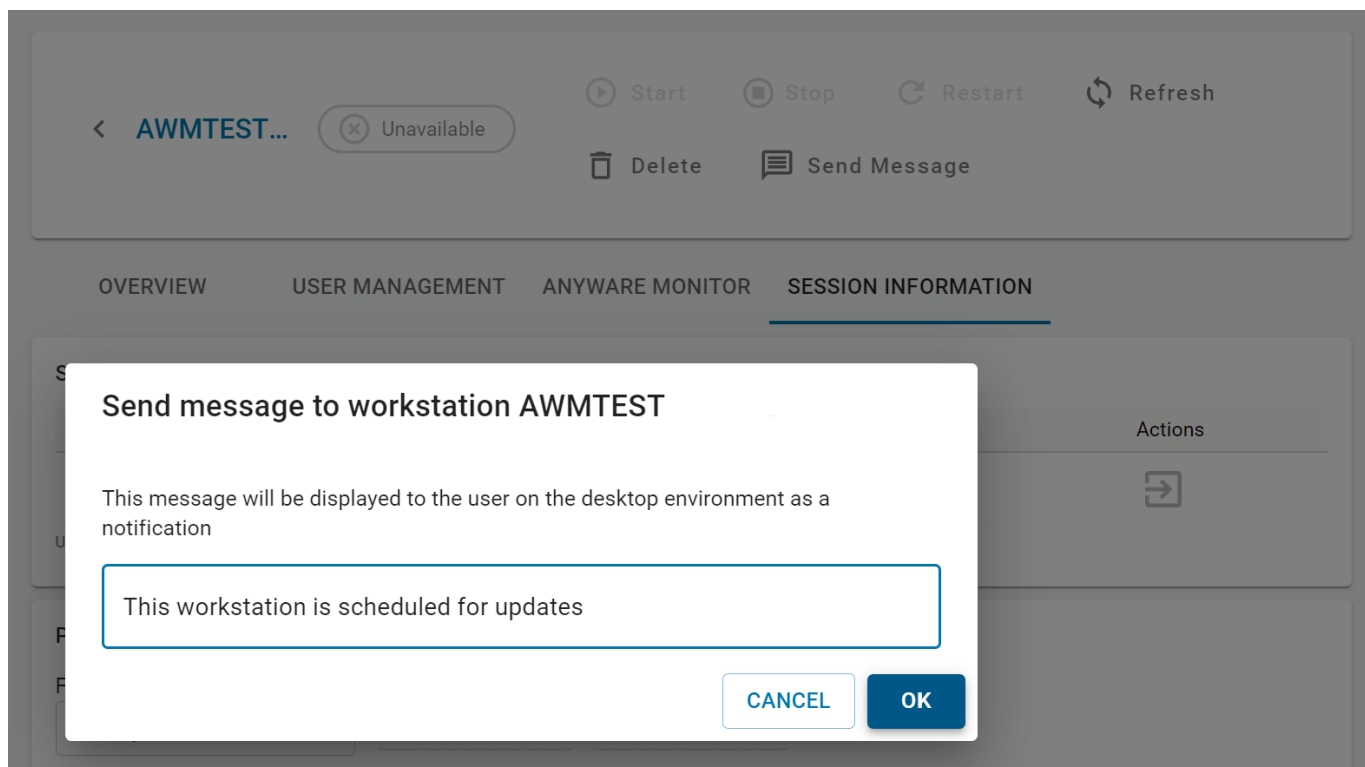 Start Stop Restart Refresh
AWMTEST... Unavailable
Delete Send Message
OVERVIEW USER MANAGEMENT ANYWARE MONITOR SESSION INFORMATION
Send message to workstation AWMTEST
Actions
This message will be displayed to the user on the desktop environment as a
notification
This workstation is scheduled for updates
CANCEL OK